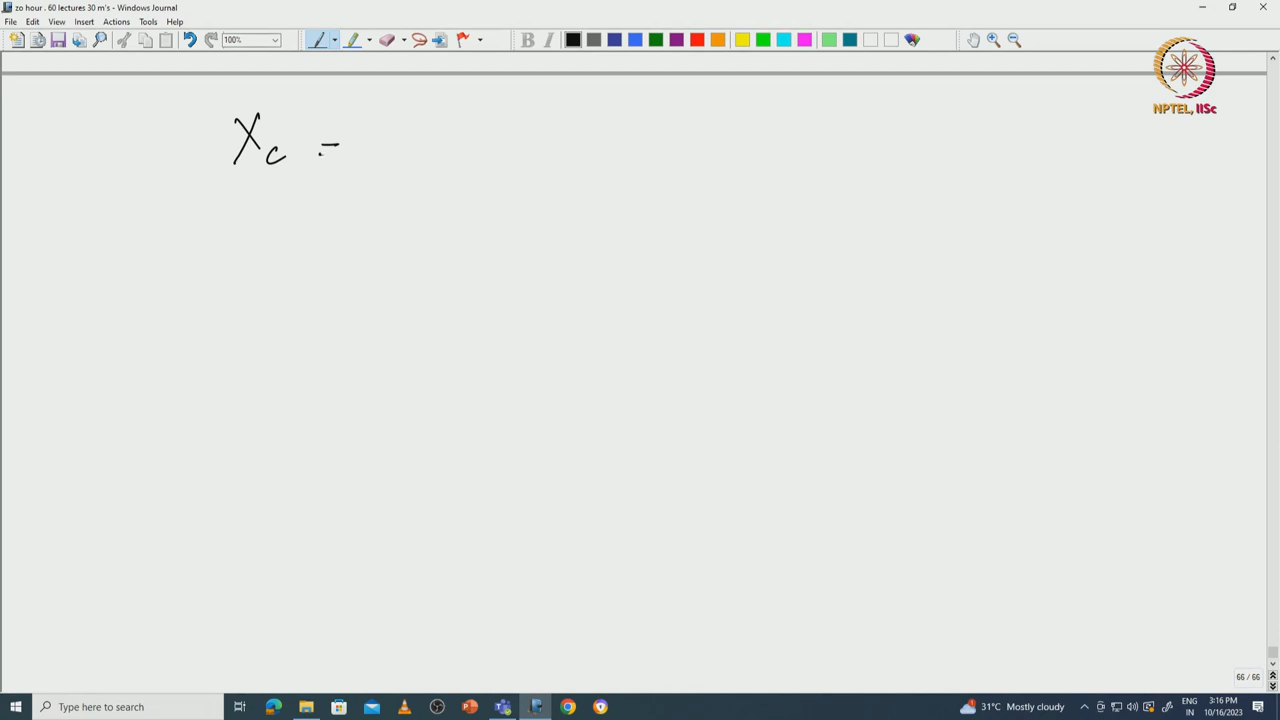 zo hour . 60 lectures 30 m's - Windows Journal
File Edit View Insert Actions Tools Help
100%
B I
NPTEL, IISc
X_c =
66 / 66
Type here to search
31°C Mostly cloudy
ENG
IN
3:16 PM
10/16/2023